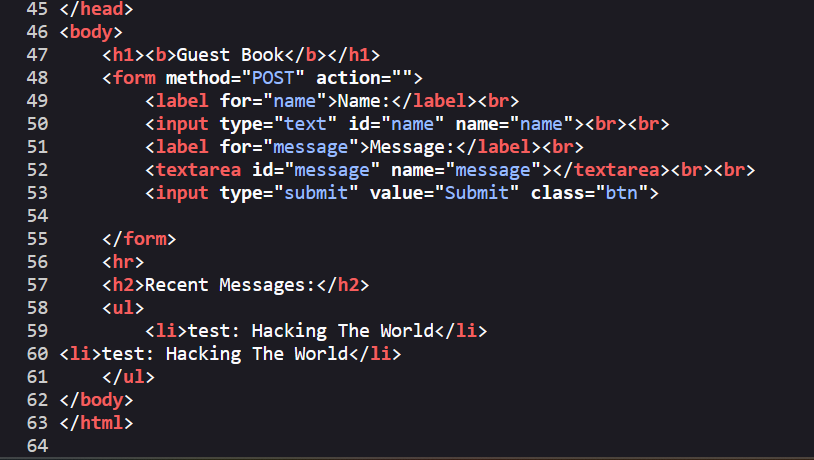 45 </head>
46 <body>
47     <h1><b>Guest Book</b></h1>
48     <form method="POST" action="">
49         <label for="name">Name:</label><br>
50         <input type="text" id="name" name="name"><br><br>
51         <label for="message">Message:</label><br>
52         <textarea id="message" name="message"></textarea><br><br>
53         <input type="submit" value="Submit" class="btn">
54
55     </form>
56     <hr>
57     <h2>Recent Messages:</h2>
58     <ul>
59         <li>test: Hacking The World</li>
60 <li>test: Hacking The World</li>
61     </ul>
62 </body>
63 </html>
64